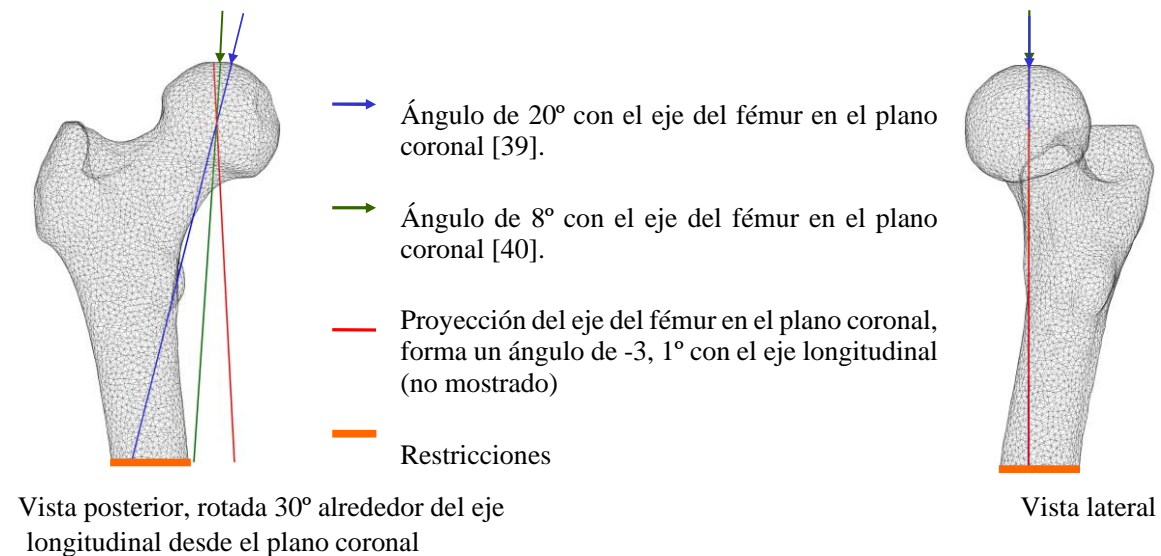 Ángulo de 20º con el eje del fémur en el plano
coronal [39].
Ángulo de 8º con el eje del fémur en el plano
coronal [40].
Proyección del eje del fémur en el plano coronal,
forma un ángulo de -3, 1º con el eje longitudinal
(no mostrado)
Restricciones
Vista posterior, rotada 30º alrededor del eje
longitudinal desde el plano coronal
Vista lateral